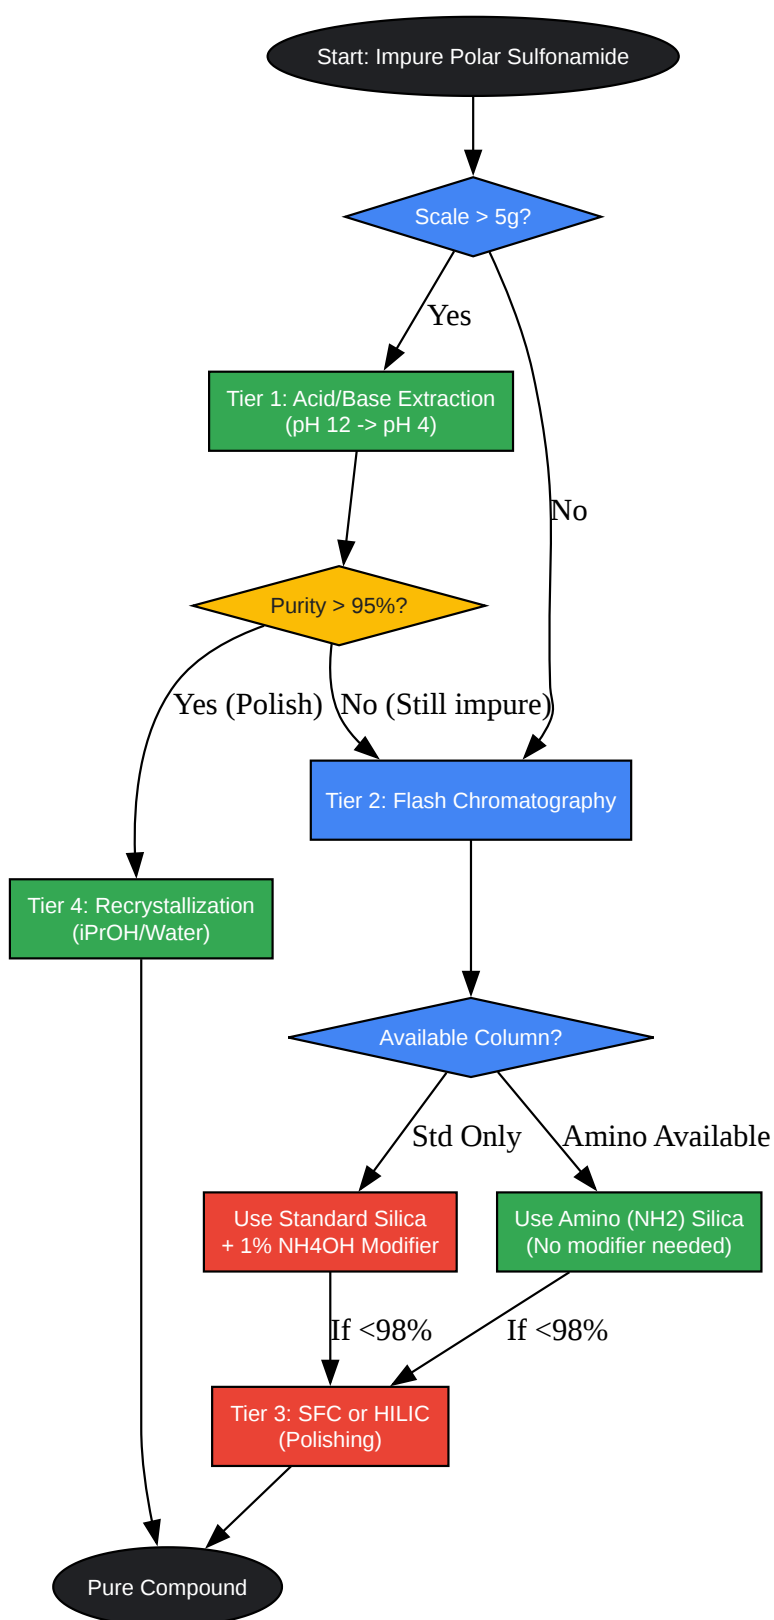 Start: Impure Polar Sulfonamide
Scale > 5g?
Yes
Tier 1: Acid/Base Extraction
(pH 12 -> pH 4)
No
Purity > 95%?
Yes (Polish)
No (Still impure)
Tier 2: Flash Chromatography
Tier 4: Recrystallization
(iPrOH/Water)
Available Column?
Std Only
Amino Available
Use Standard Silica
+ 1% NH4OH Modifier
Use Amino (NH2) Silica
(No modifier needed)
If <98%
If <98%
Tier 3: SFC or HILIC
(Polishing)
Pure Compound